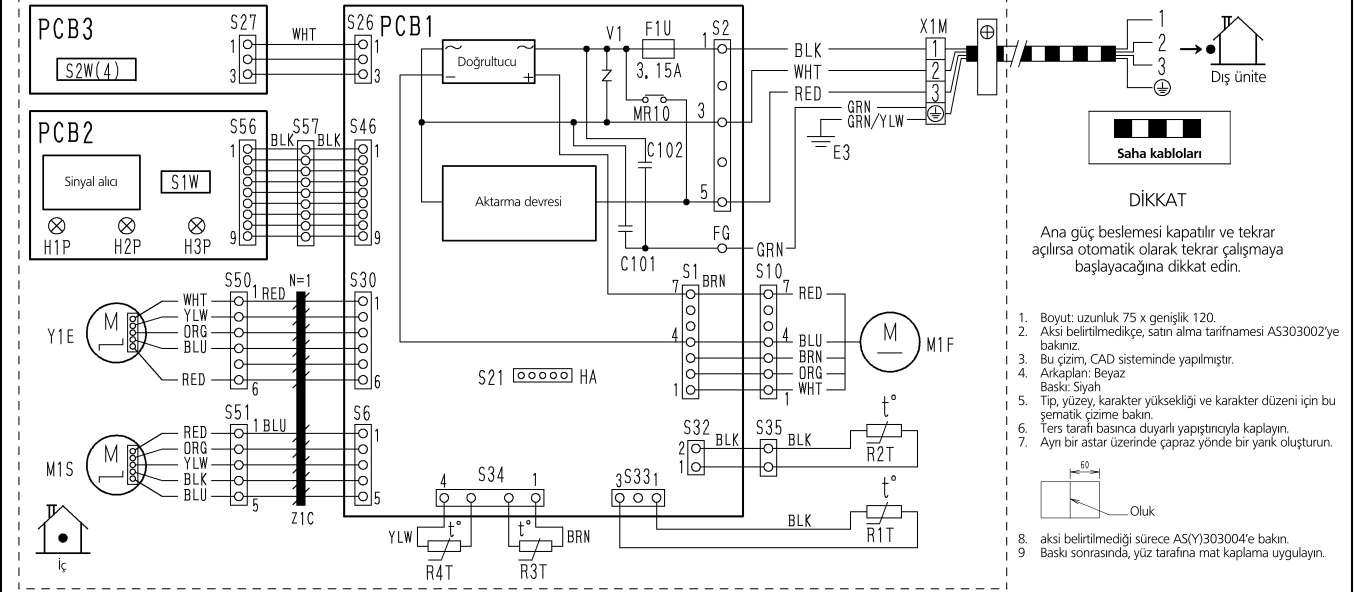 PCB3
S2W(4)
S27
1
3
WHT
S26
1
3
PCB1
PCB2
Sinyal alıcı
S1W
H1P
H2P
H3P
S56
1
9
BLK
S57
BLK
S46
1
9
Doğrultucu
~
~
−
+
V1
F1U
3.15A
MR10
C102
C101
Aktarma devresi
S2
1
3
5
FG
BLK
WHT
RED
GRN
GRN/YLW
E3
GRN
X1M
1
2
3
1
2
3
Dış ünite
Saha kabloları
DİKKAT
Ana güç beslemesi kapatılır ve tekrar
açılırsa otomatik olarak tekrar çalışmaya
başlayacağına dikkat edin.
Y1E
M
WHT
YLW
ORG
BLU
RED
S50
1
6
RED
N=1
S30
1
6
M1S
M
RED
ORG
YLW
BLK
BLU
S51
1
5
BLU
Z1C
S6
1
5
iç
S21
HA
S1
7
4
1
BRN
S10
7
4
1
RED
BLU
BRN
ORG
WHT
M
M1F
S32
2
1
BLK
S35
BLK
t°
R2T
S34
4
1
YLW
t°
R4T
t°
R3T
BRN
3
S33
1
BLK
t°
R1T
1. Boyut: uzunluk 75 x genişlik 120.
2. Aksi belirtilmedikçe, satın alma tarifnamesi AS303002'ye
bakınız.
3. Bu çizim, CAD sisteminde yapılmıştır.
4. Arkaplan: Beyaz
Baskı: Siyah
5. Tip, yüzey, karakter yüksekliği ve karakter düzeni için bu
şematik çizime bakın.
6. Ters tarafı basınca duyarlı yapıştırıcıyla kaplayın.
7. Ayrı bir astar üzerinde çapraz yönde bir yarık oluşturun.
60
Oluk
8. aksi belirtilmediği sürece AS(Y)303004'e bakın.
9 Baskı sonrasında, yüz tarafına mat kaplama uygulayın.